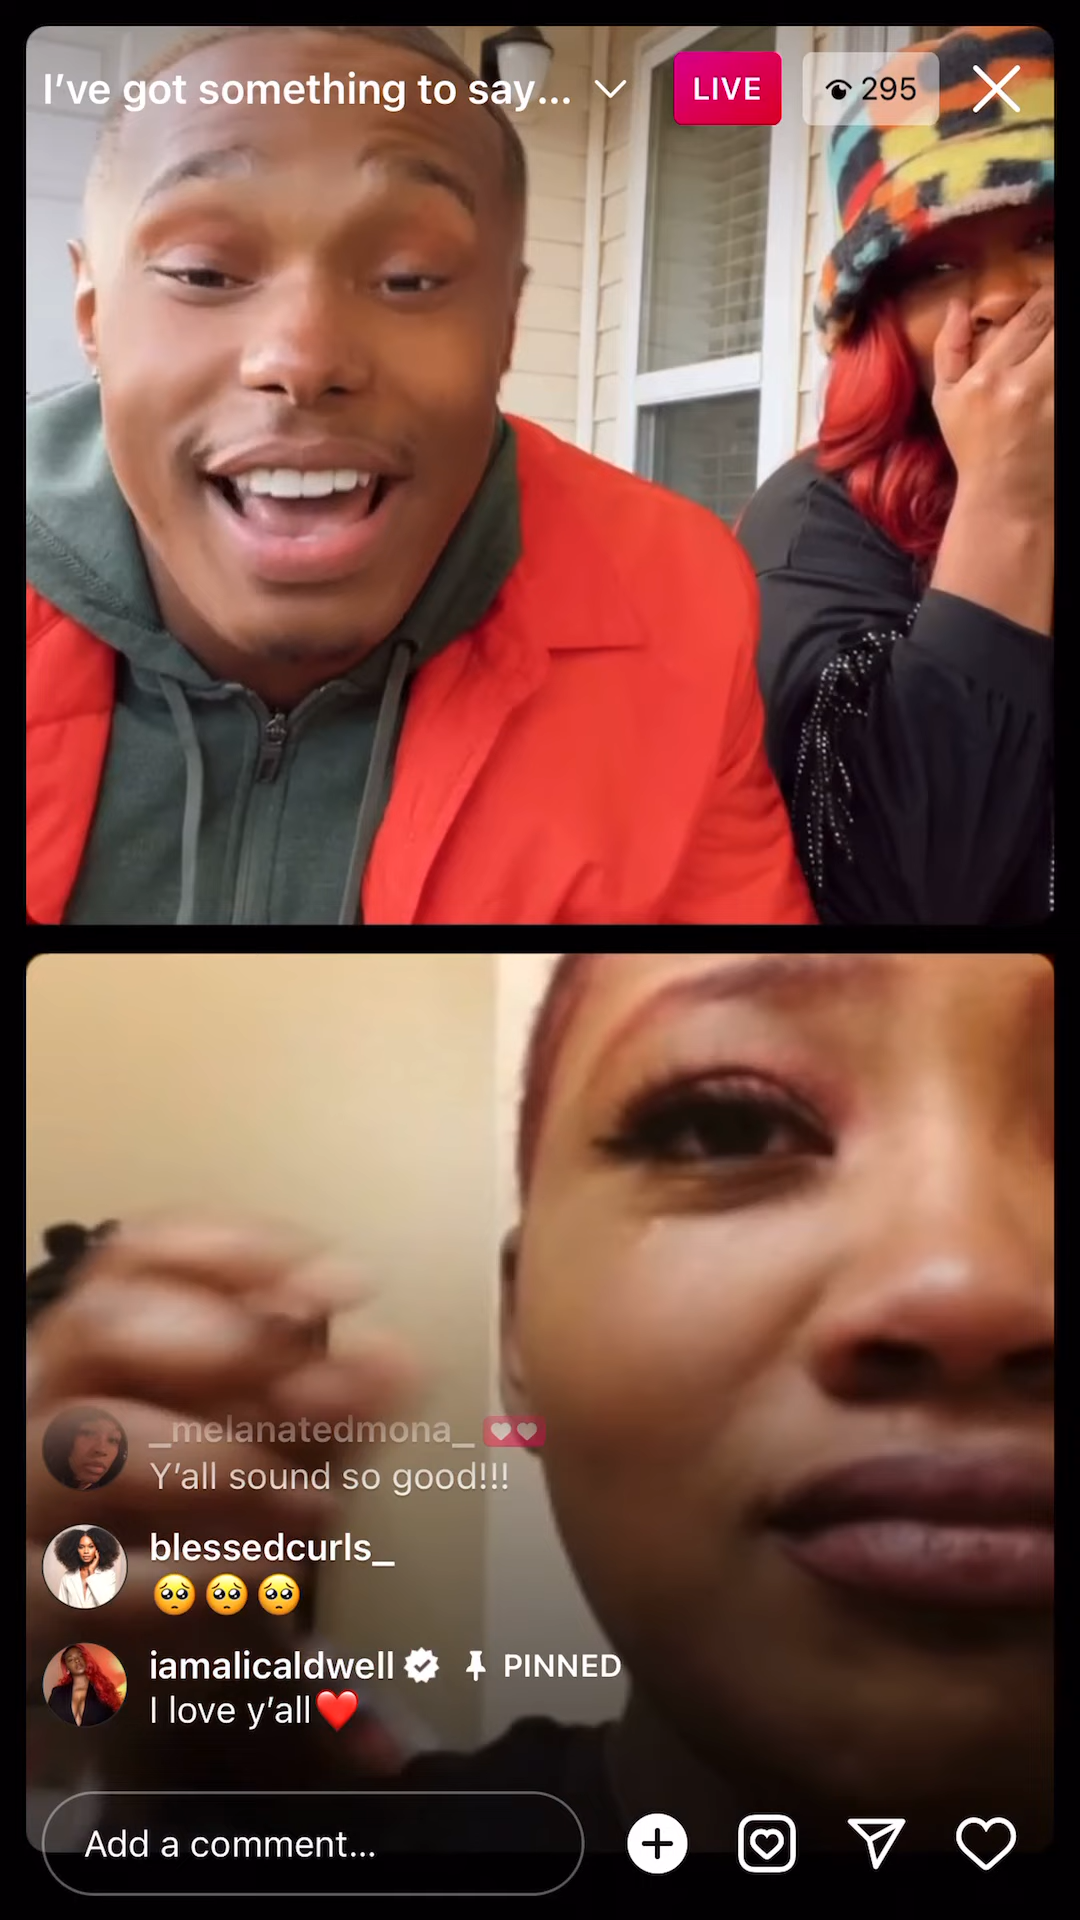 I've got something to say...
LIVE
295
_melanatedmona_
Y'all sound so good!!!
blessedcurls_
🥺🥺🥺
iamalicaldwell PINNED
I love y'all❤️
Add a comment...